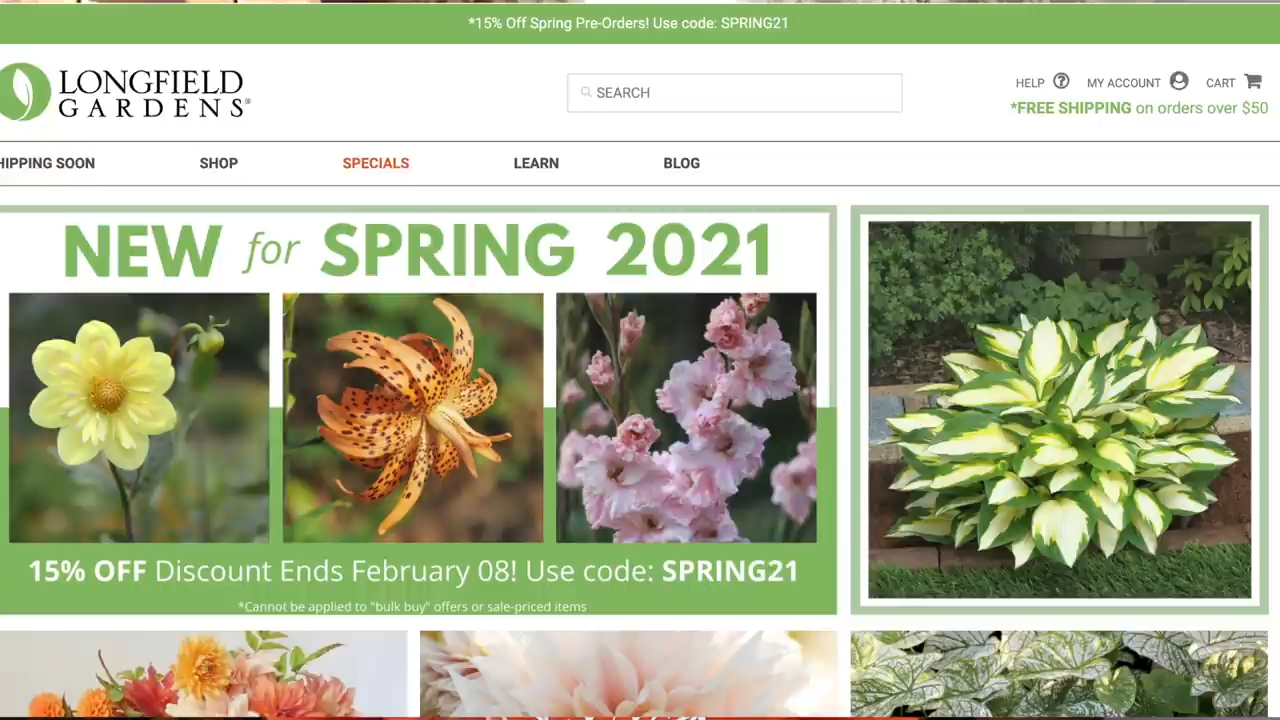 *15% Off Spring Pre-Orders! Use code: SPRING21
LONGFIELD
GARDENS®
SEARCH
HELP
MY ACCOUNT
CART
*FREE SHIPPING on orders over $50
HIPPING SOON
SHOP
SPECIALS
LEARN
BLOG
NEW for SPRING 2021
15% OFF Discount Ends February 08! Use code: SPRING21
*Cannot be applied to "bulk buy" offers or sale-priced items